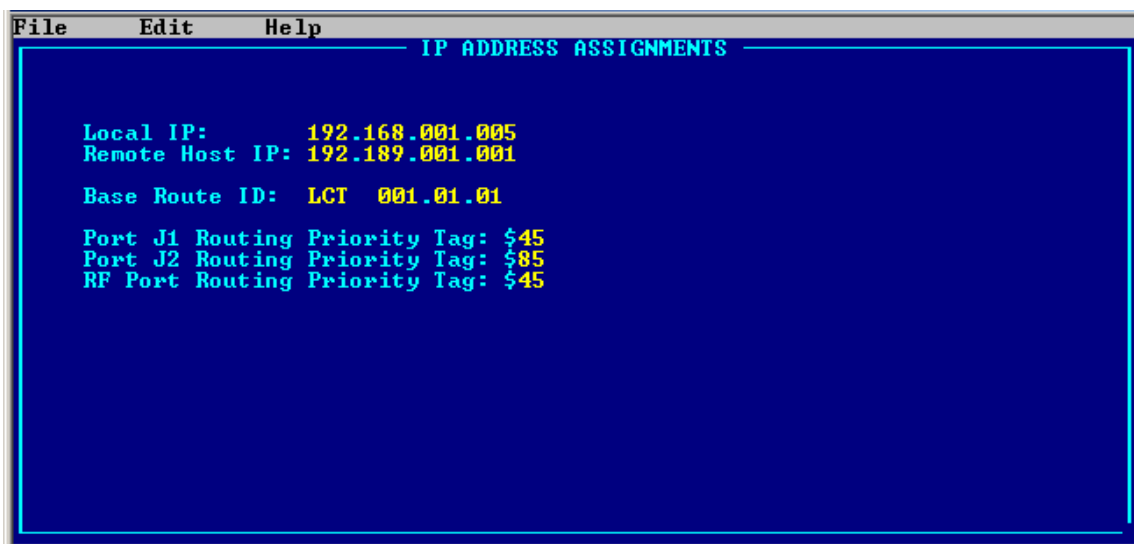 File Edit Help
IP ADDRESS ASSIGNMENTS
Local IP: 192.168.001.005
Remote Host IP: 192.189.001.001
Base Route ID: LCT 001.01.01
Port J1 Routing Priority Tag: $45
Port J2 Routing Priority Tag: $85
RF Port Routing Priority Tag: $45